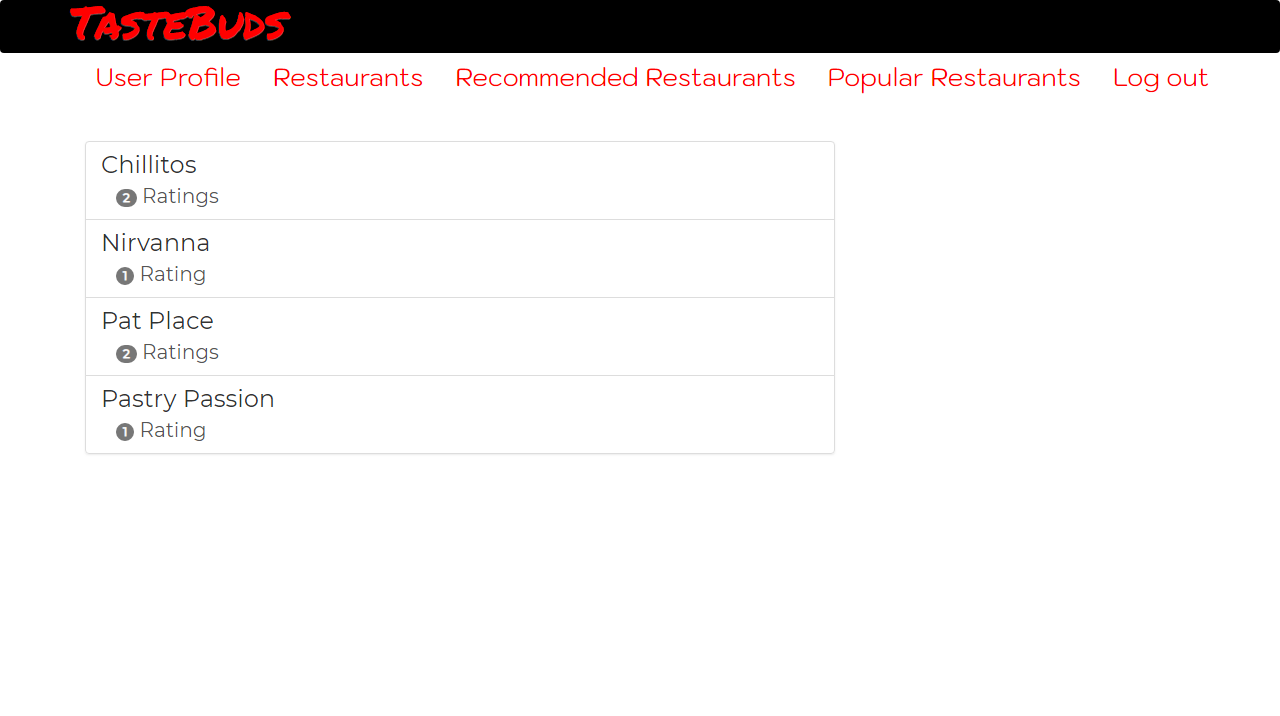 TasteBuds
User Profile Restaurants Recommended Restaurants Popular Restaurants Log out
Chillitos
2 Ratings
Nirvanna
1 Rating
Pat Place
2 Ratings
Pastry Passion
1 Rating